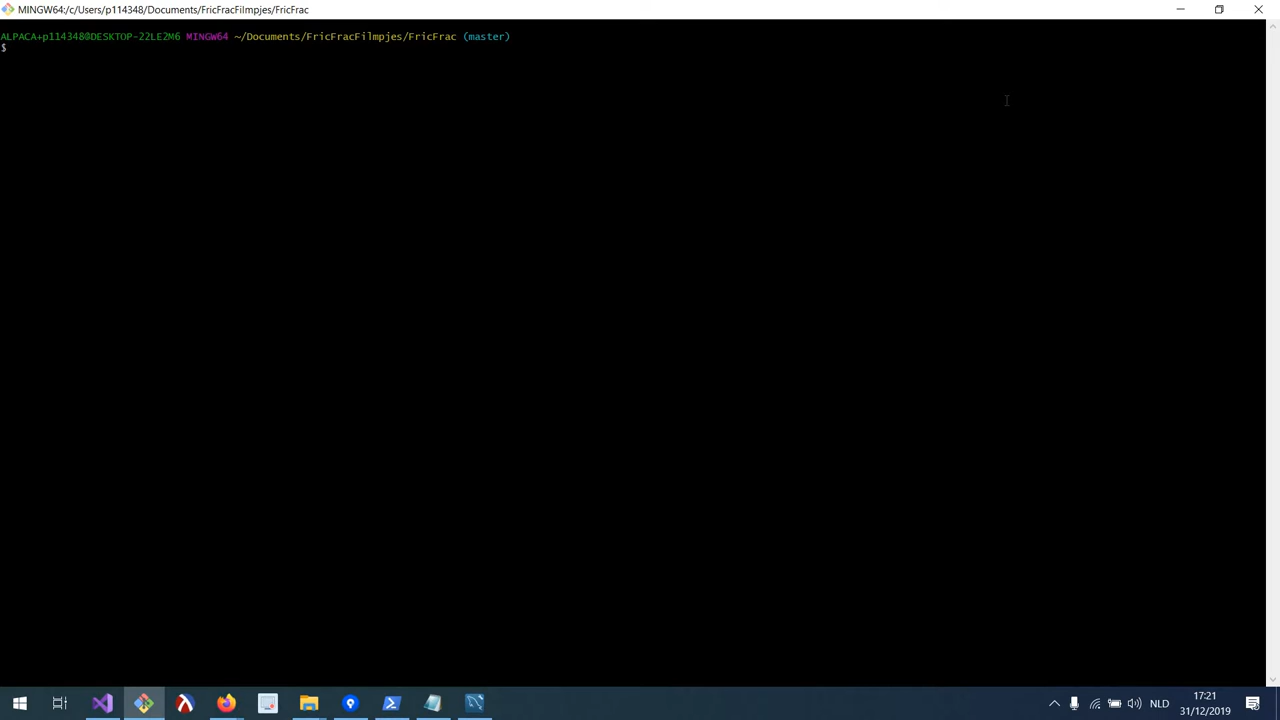 MINGW64:/c/Users/p114348/Documents/FricFracFilmpjes/FricFrac
ALPACA+p114348@DESKTOP-22LE2M6 MINGW64 ~/Documents/FricFracFilmpjes/FricFrac (master)
$
NLD
17:21
31/12/2019